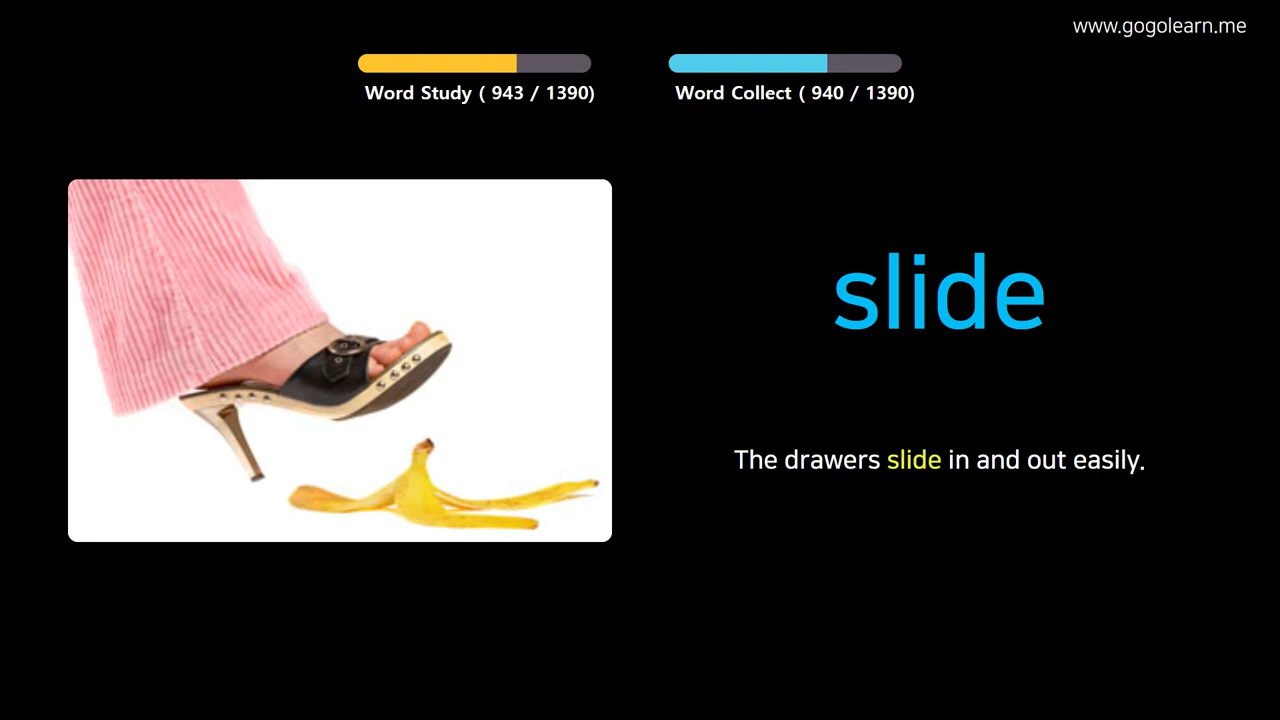 www.gogolearn.me
Word Study ( 943 / 1390)
Word Collect ( 940 / 1390)
slide
The drawers slide in and out easily.